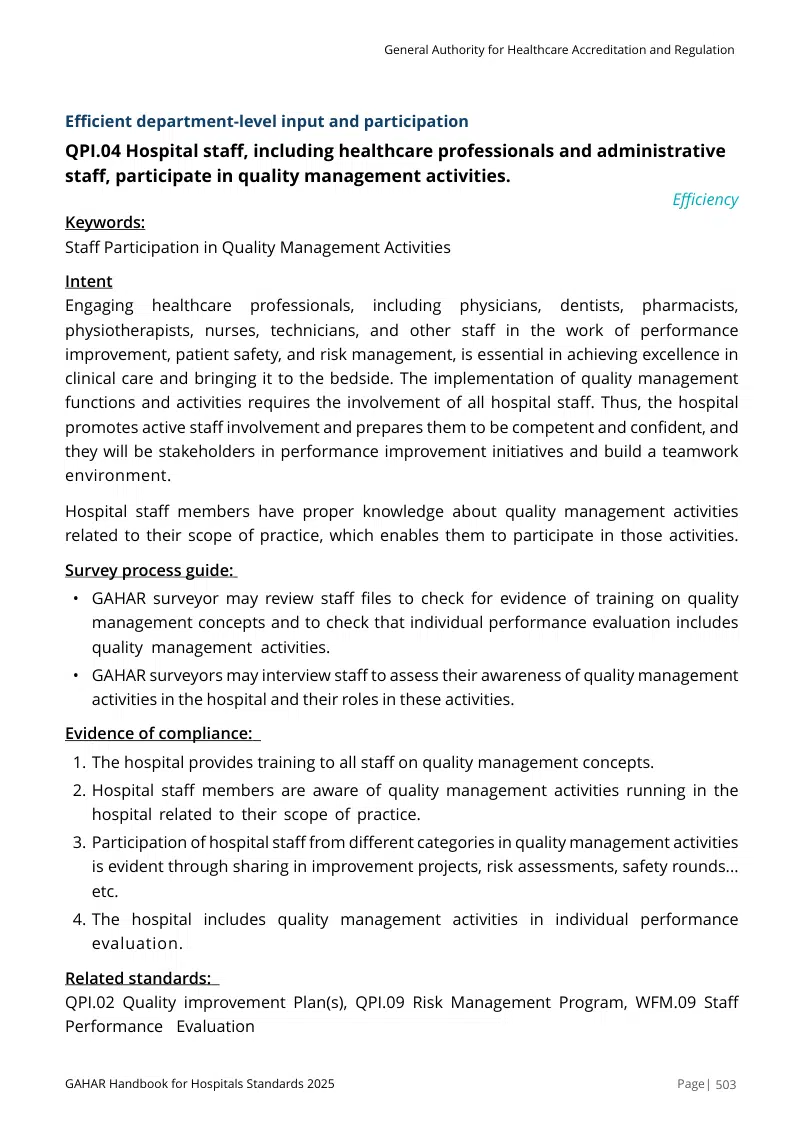 General Authority for Healthcare Accreditation and Regulation
Efficient department-level input and participation
QPI.04 Hospital staff, including healthcare professionals and administrative
staff, participate in quality management activities.
Efficiency
Keywords:
Staff Participation in Quality Management Activities
Intent
Engaging healthcare professionals, including physicians, dentists, pharmacists,
physiotherapists, nurses, technicians, and other staff in the work of performance
improvement, patient safety, and risk management, is essential in achieving excellence in
clinical care and bringing it to the bedside. The implementation of quality management
functions and activities requires the involvement of all hospital staff. Thus, the hospital
promotes active staff involvement and prepares them to be competent and confident, and
they will be stakeholders in performance improvement initiatives and build a teamwork
environment.
Hospital staff members have proper knowledge about quality management activities
related to their scope of practice, which enables them to participate in those activities.
Survey process guide:
• GAHAR surveyor may review staff files to check for evidence of training on quality
management concepts and to check that individual performance evaluation includes
quality management activities.
• GAHAR surveyors may interview staff to assess their awareness of quality management
activities in the hospital and their roles in these activities.
Evidence of compliance:
1. The hospital provides training to all staff on quality management concepts.
2. Hospital staff members are aware of quality management activities running in the
hospital related to their scope of practice.
3. Participation of hospital staff from different categories in quality management activities
is evident through sharing in improvement projects, risk assessments, safety rounds...
etc.
4. The hospital includes quality management activities in individual performance
evaluation.
Related standards:
QPI.02 Quality improvement Plan(s), QPI.09 Risk Management Program, WFM.09 Staff
Performance Evaluation
GAHAR Handbook for Hospitals Standards 2025
Page| 503